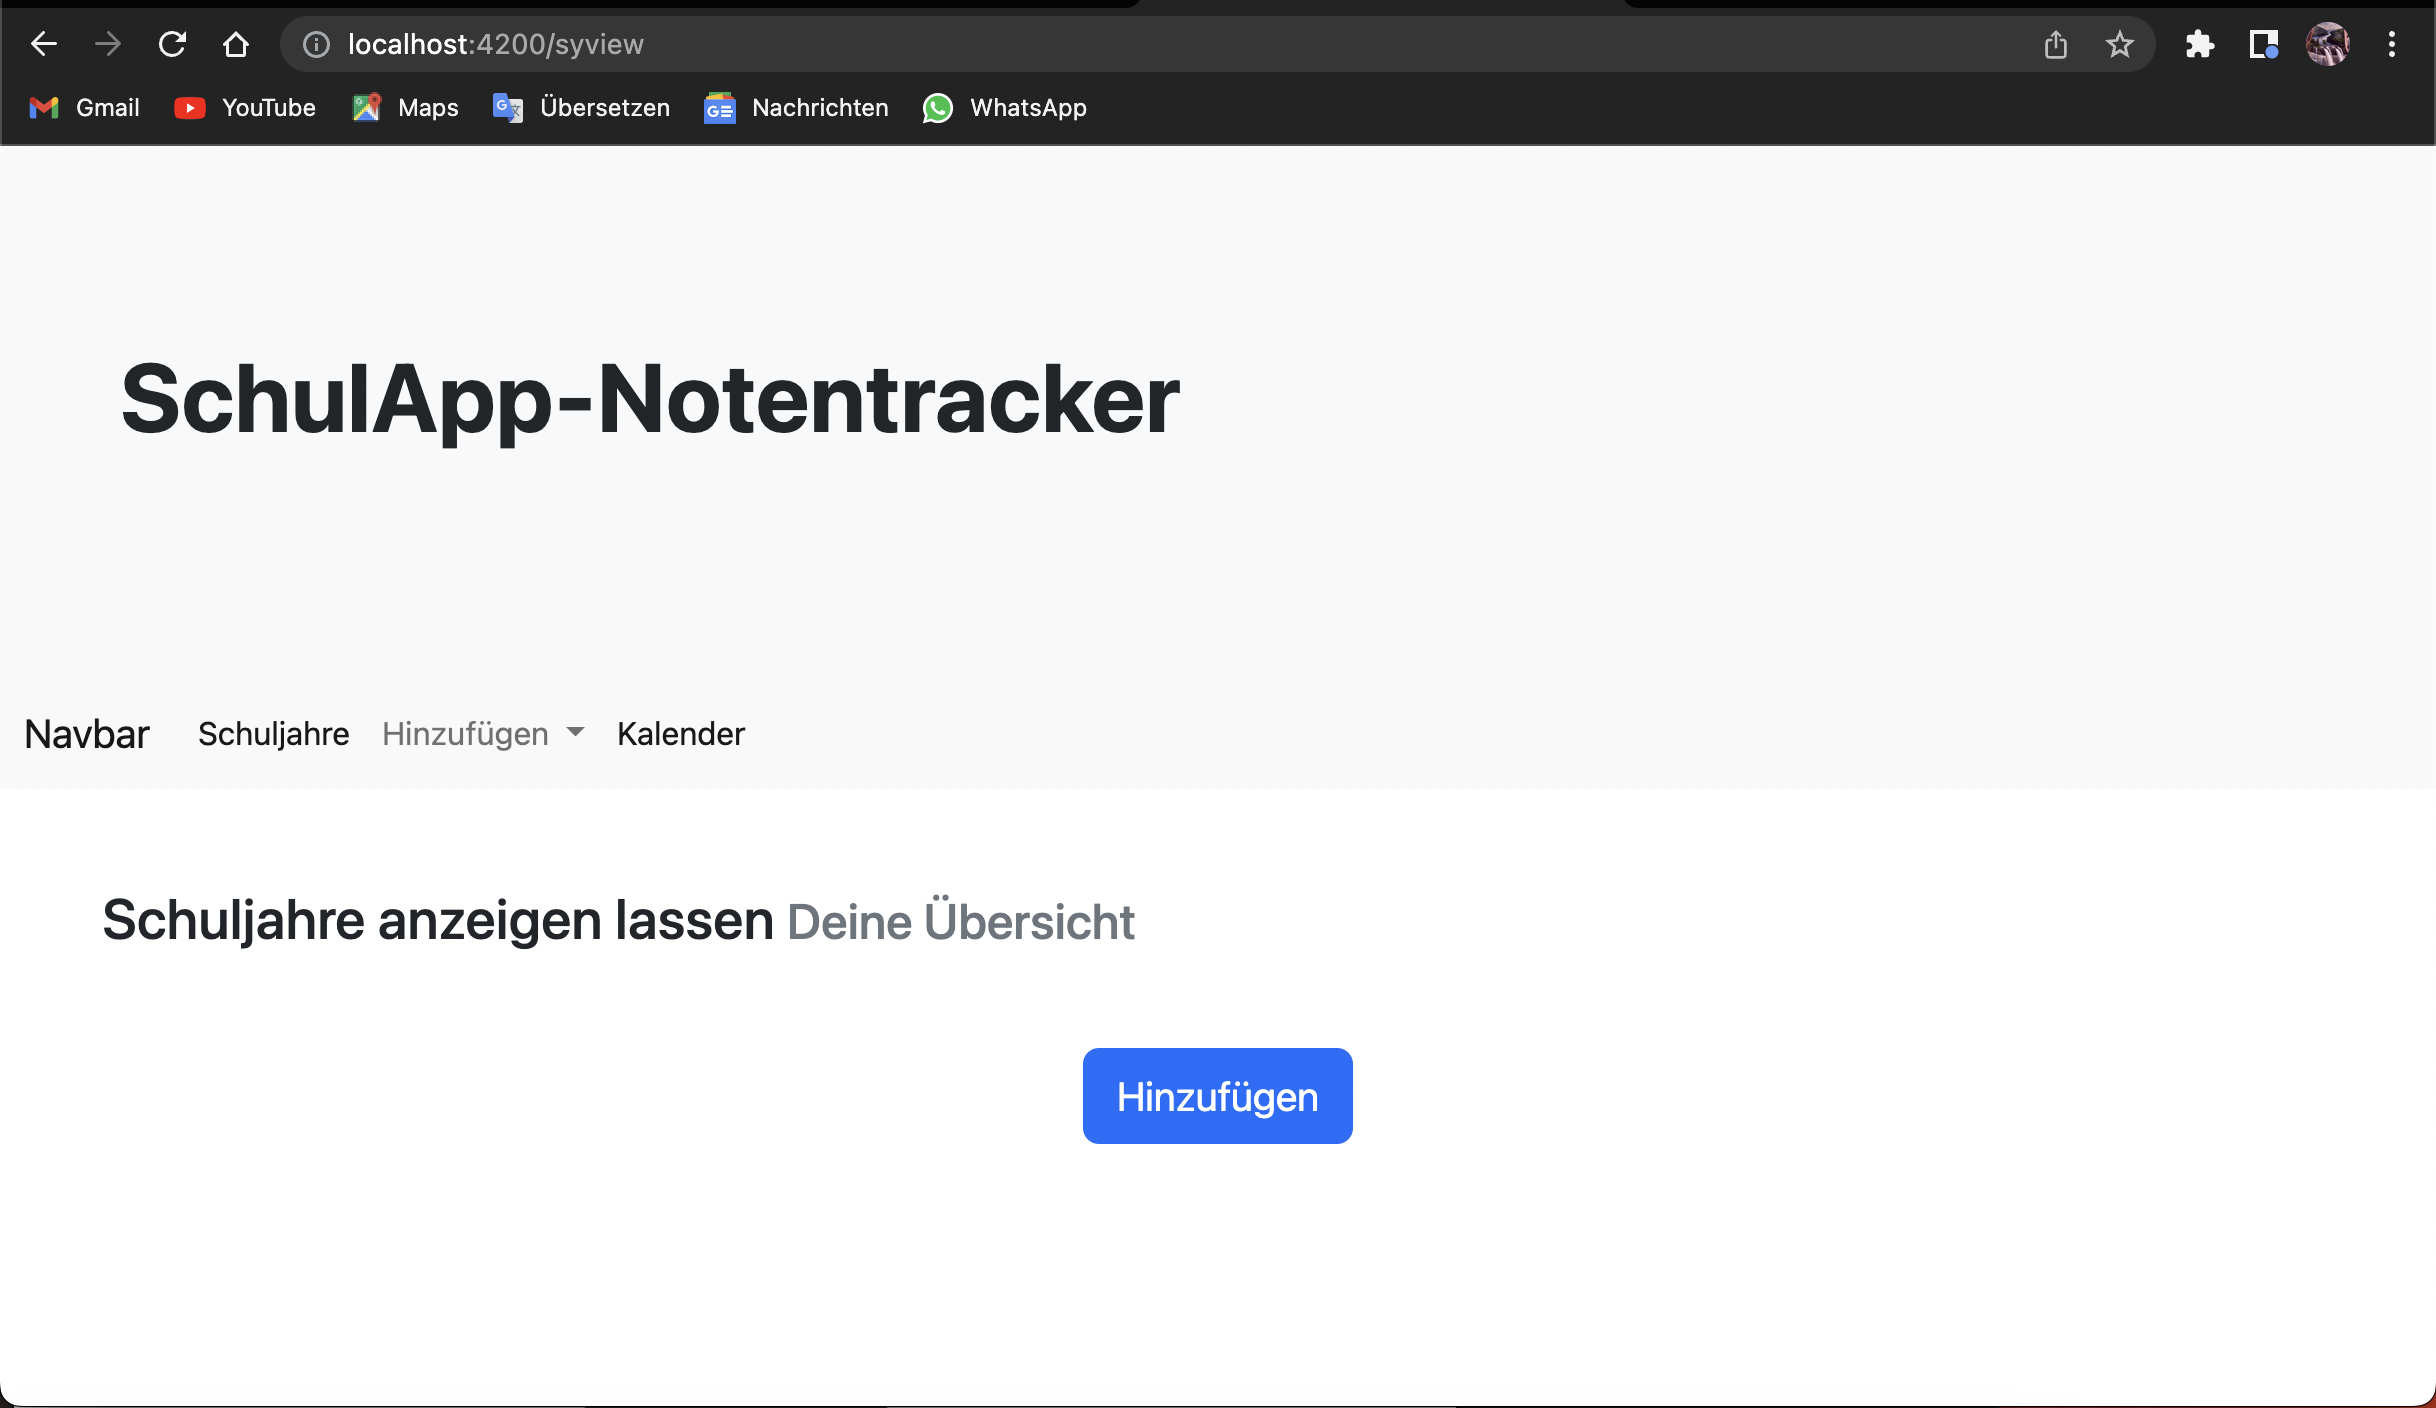 localhost:4200/syview
Gmail YouTube Maps Übersetzen Nachrichten WhatsApp
SchulApp-Notentracker
Navbar Schuljahre Hinzufügen Kalender
Schuljahre anzeigen lassen Deine Übersicht
Hinzufügen